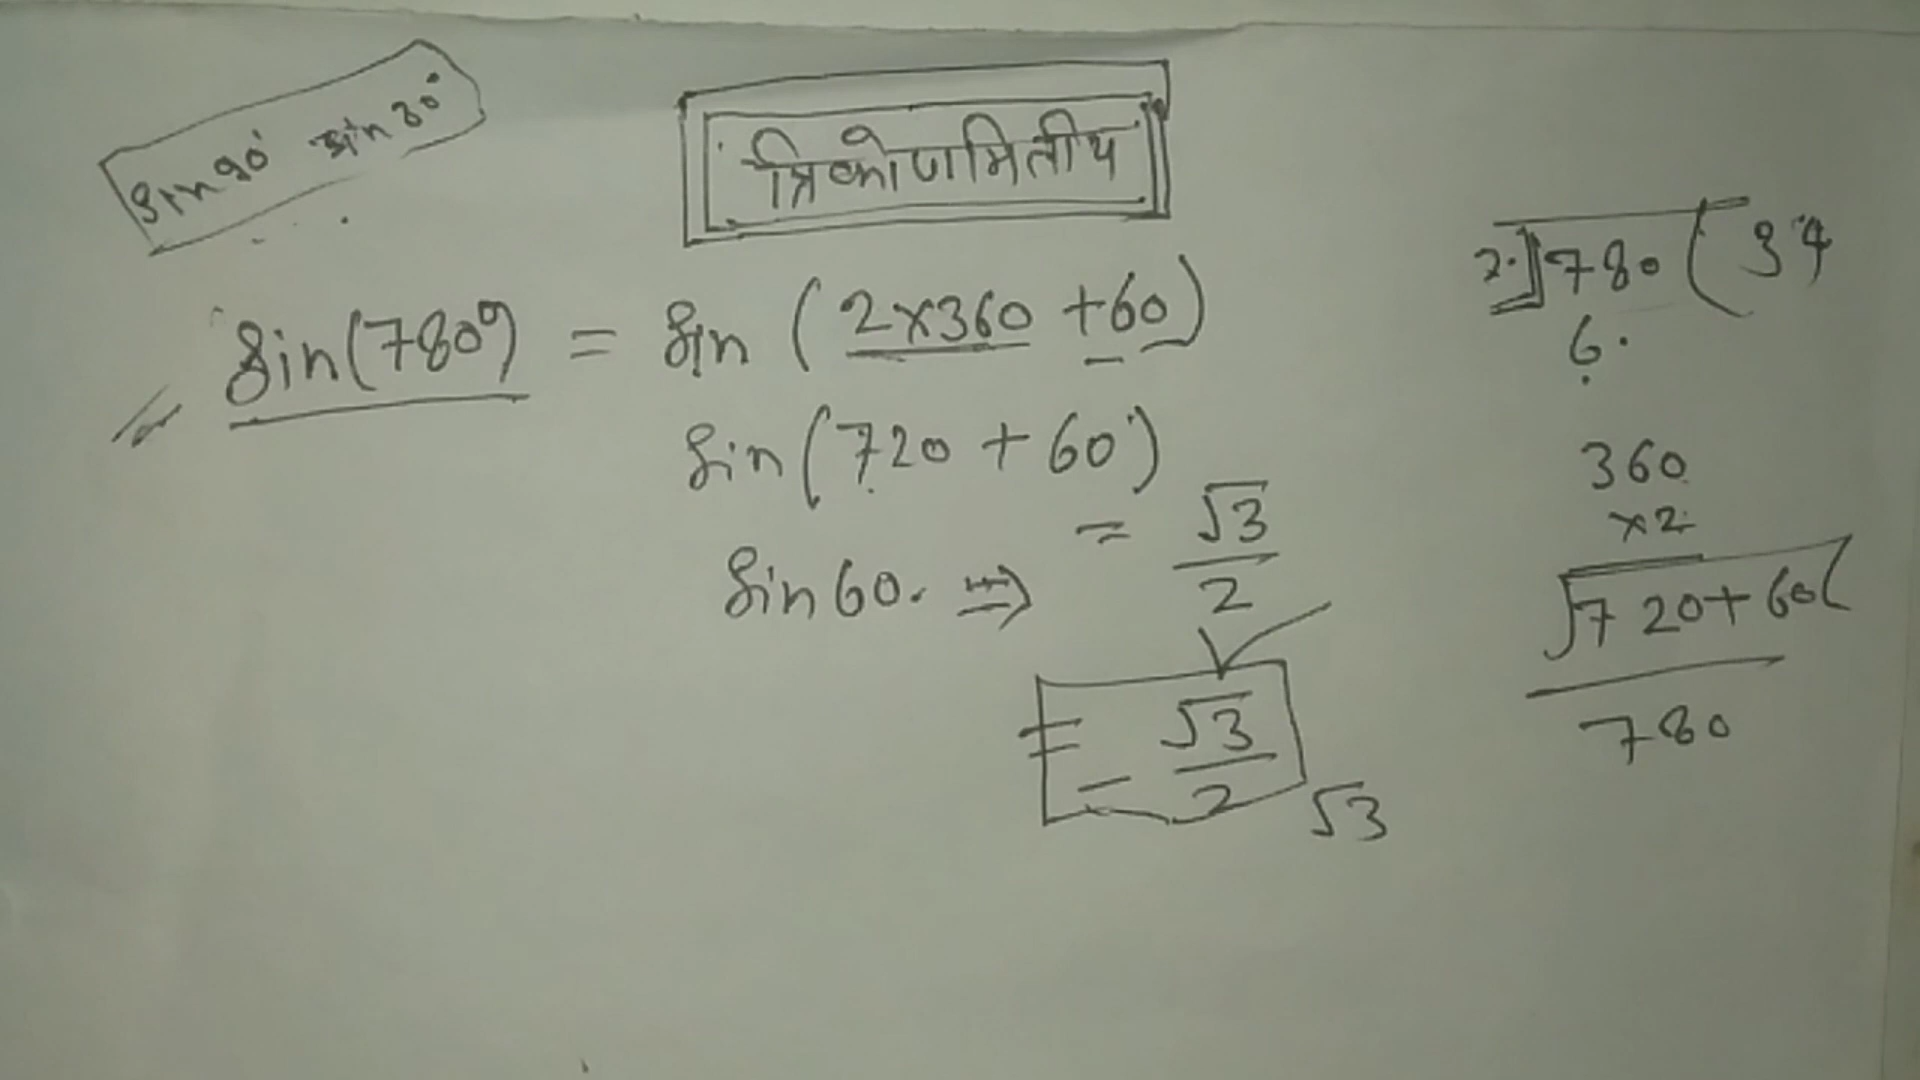 sin90° sin30°
त्रिकोणमितीय
sin(780°) = sin (2×360 +60)
sin(720 + 60°)
= √3/2
sin60. ⇒
= √3/2
√3
2 780 ( 34
6.
360
×2
720+60(
780